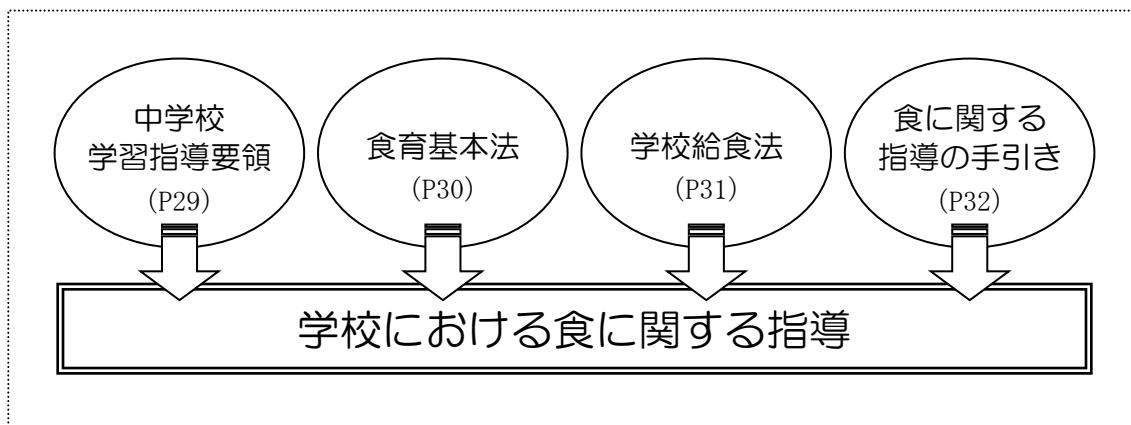 中学校
学習指導要領
（P29）
食育基本法
（P30）
学校給食法
（P31）
食に関する
指導の手引き
（P32）
学校における食に関する指導